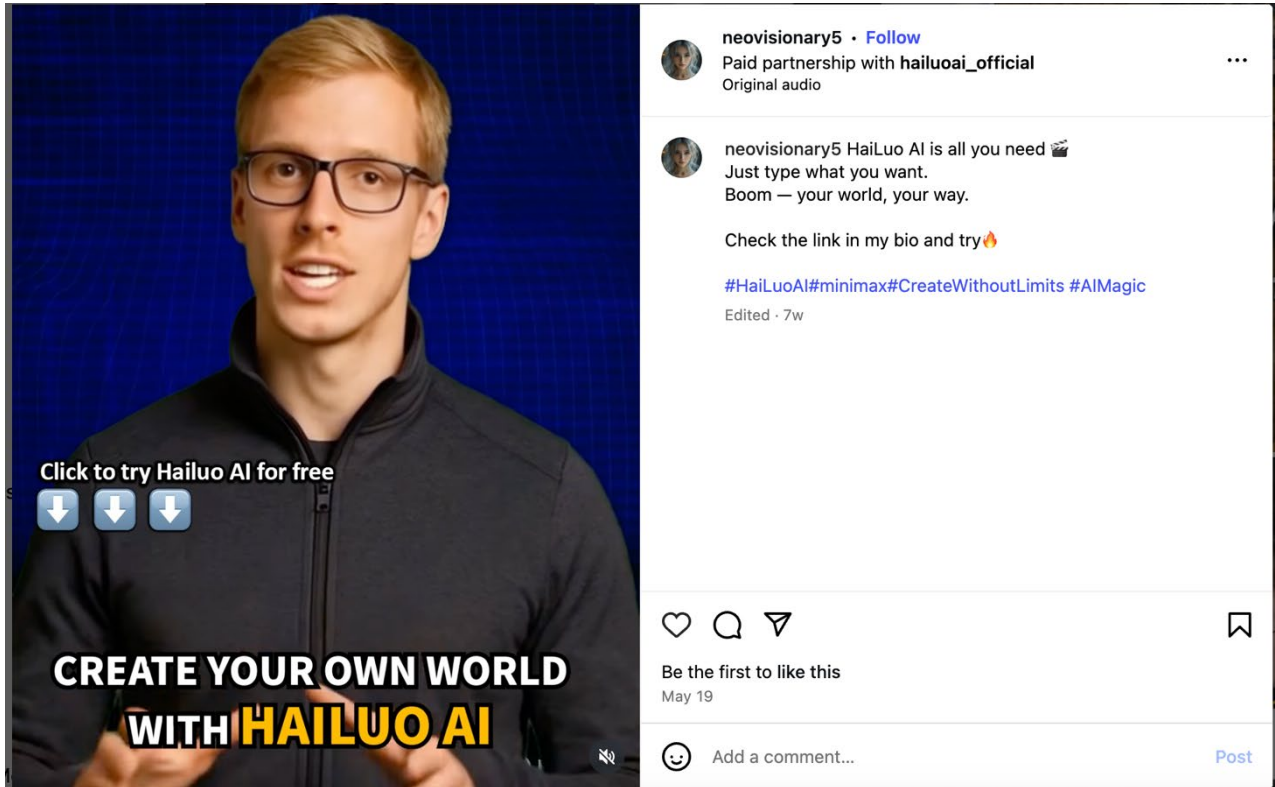 neovisionary5 • Follow
Paid partnership with hailuoai_official
Original audio
neovisionary5 HaiLuo AI is all you need 🎬
Just type what you want.
Boom — your world, your way.
Check the link in my bio and try🔥
#HaiLuoAI#minimax#CreateWithoutLimits #AIMagic
Edited · 7w
Click to try Hailuo AI for free
⬇️ ⬇️ ⬇️
CREATE YOUR OWN WORLD
WITH HAILUO AI
Be the first to like this
May 19
Add a comment...
Post